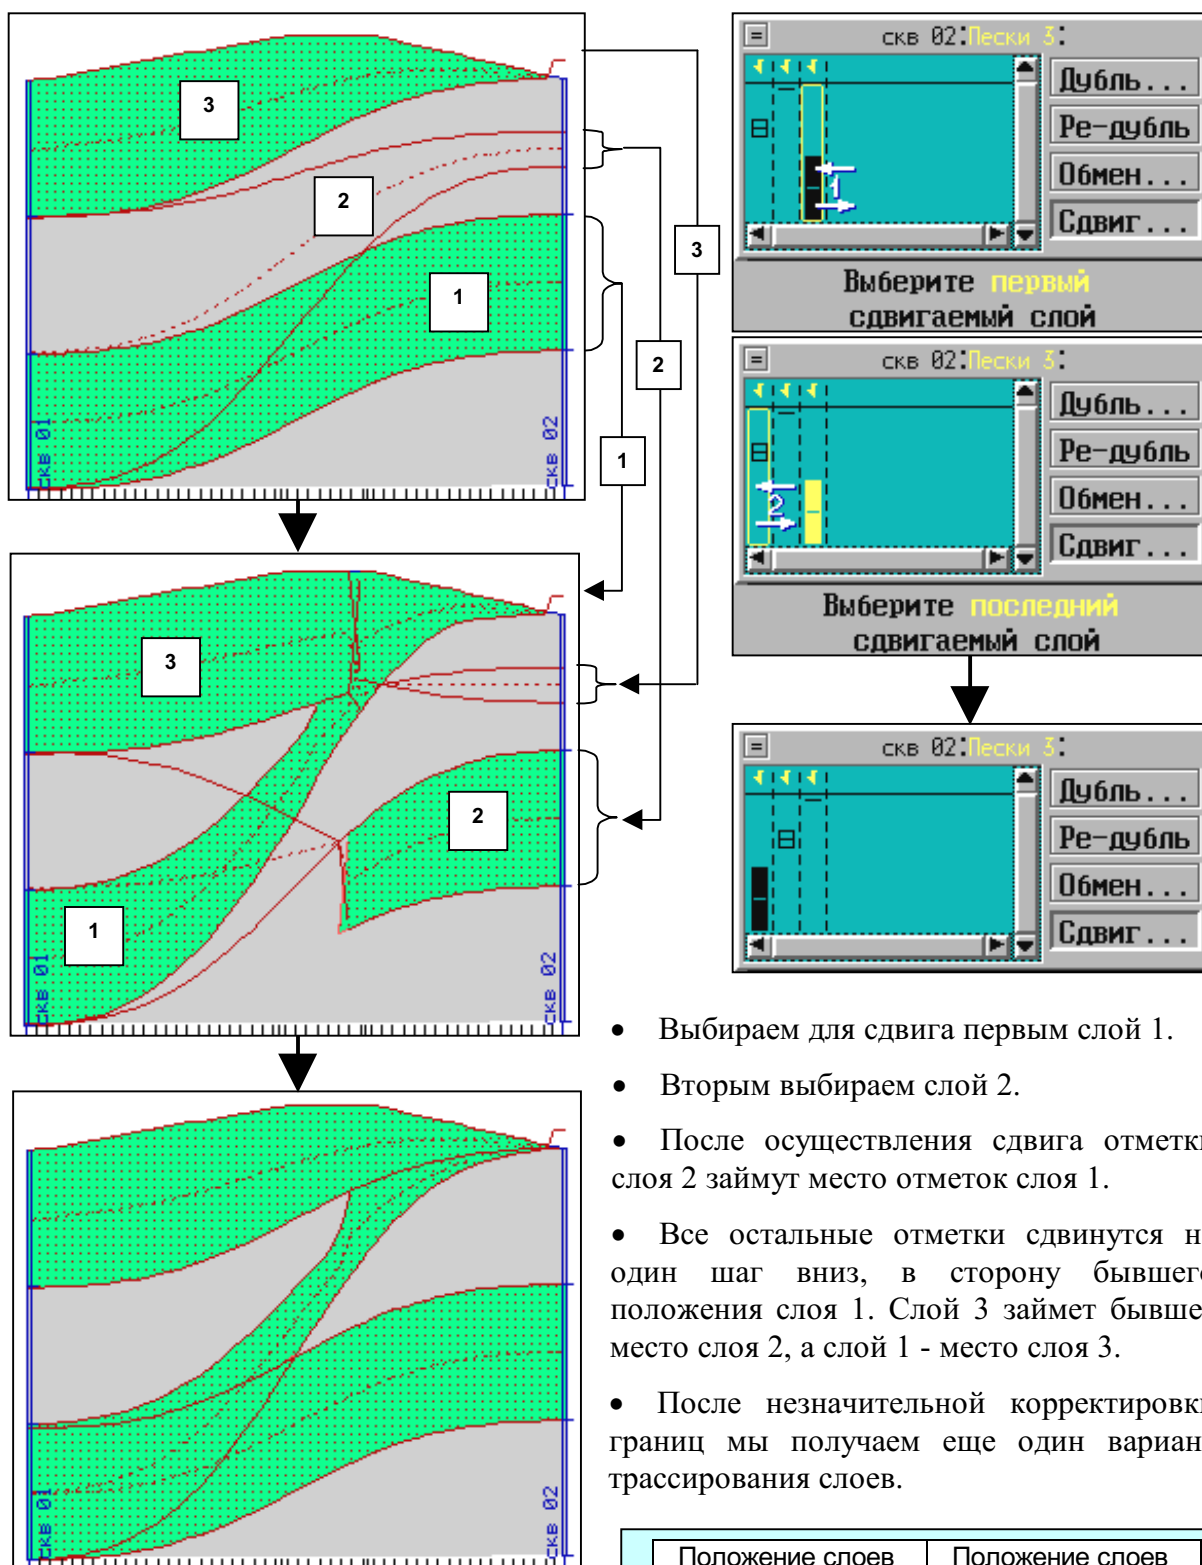 3
2
1
скв 01
скв 02
3
2
1
скв 02:Пески 3:
Дубль...
Ре-дубль
Обмен...
Сдвиг...
1
Выберите первый
сдвигаемый слой
скв 02:Пески 3:
Дубль...
Ре-дубль
Обмен...
Сдвиг...
2
Выберите последний
сдвигаемый слой
3
2
1
скв 01
скв 02
скв 02:Пески 3:
Дубль...
Ре-дубль
Обмен...
Сдвиг...
скв 01
скв 02
• Выбираем для сдвига первым слой 1.
• Вторым выбираем слой 2.
• После осуществления сдвига отметки
слоя 2 займут место отметок слоя 1.
• Все остальные отметки сдвинутся н
один шаг вниз, в сторону бывшего
положения слоя 1. Слой 3 займет бывше
место слоя 2, а слой 1 - место слоя 3.
• После незначительной корректировки
границ мы получаем еще один вариан
трассирования слоев.
Положение слоев
Положение слоев